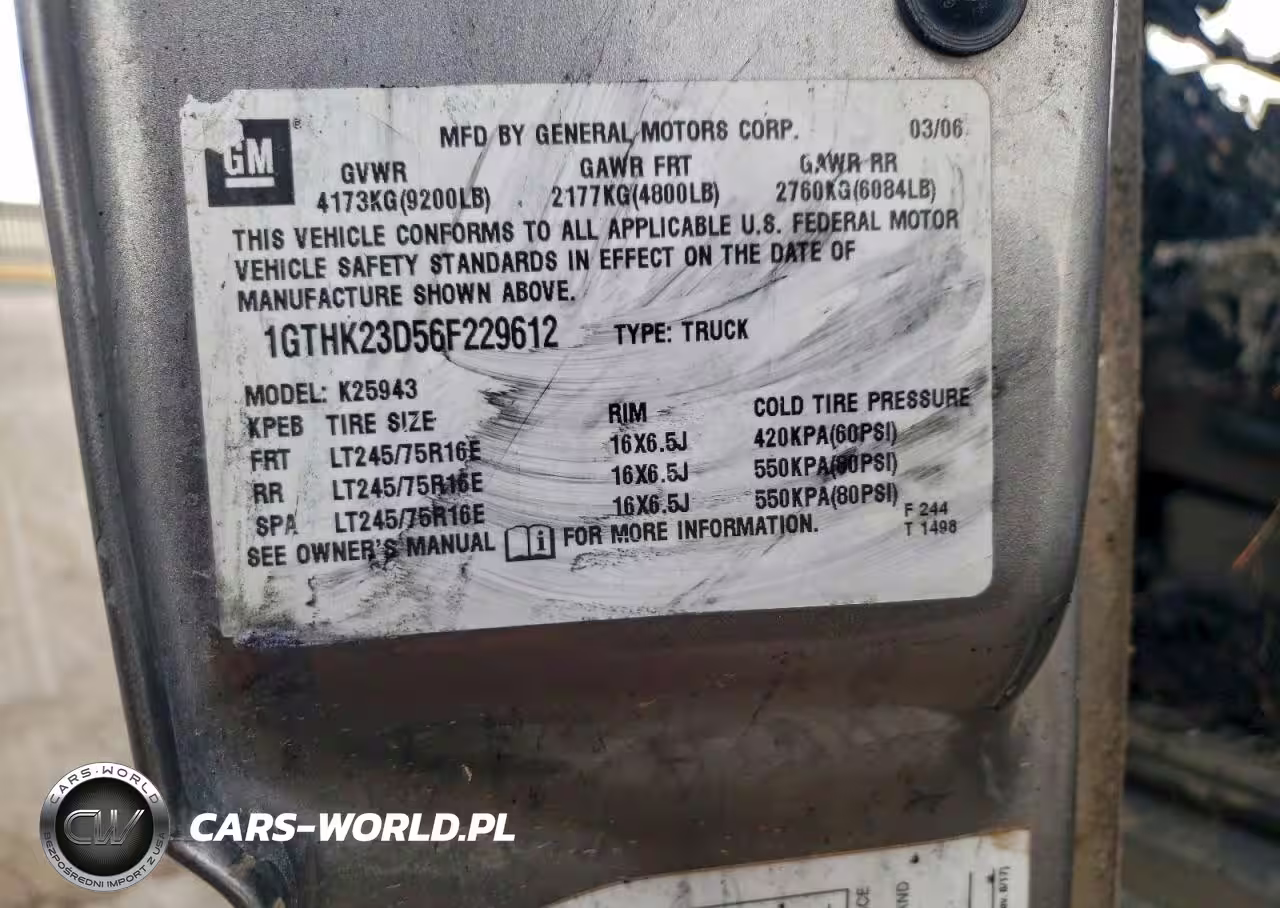 GM ®
MFD BY GENERAL MOTORS CORP. 03/06
GVWR GAWR FRT GAWR RR
4173KG(9200LB) 2177KG(4800LB) 2760KG(6084LB)
THIS VEHICLE CONFORMS TO ALL APPLICABLE U.S. FEDERAL MOTOR
VEHICLE SAFETY STANDARDS IN EFFECT ON THE DATE OF
MANUFACTURE SHOWN ABOVE.
1GTHK23D56F229612 TYPE: TRUCK
MODEL: K25943
KPEB TIRE SIZE RIM COLD TIRE PRESSURE
FRT LT245/75R16E 16X6.5J 420KPA(60PSI)
RR LT245/75R16E 16X6.5J 550KPA(80PSI)
SPA LT245/75R16E 16X6.5J 550KPA(80PSI)
SEE OWNER'S MANUAL i FOR MORE INFORMATION.
F 244
T 1498
CARS-WORLD
CW
BEZPOŚREDNI IMPORT Z USA
CARS-WORLD.PL
AND